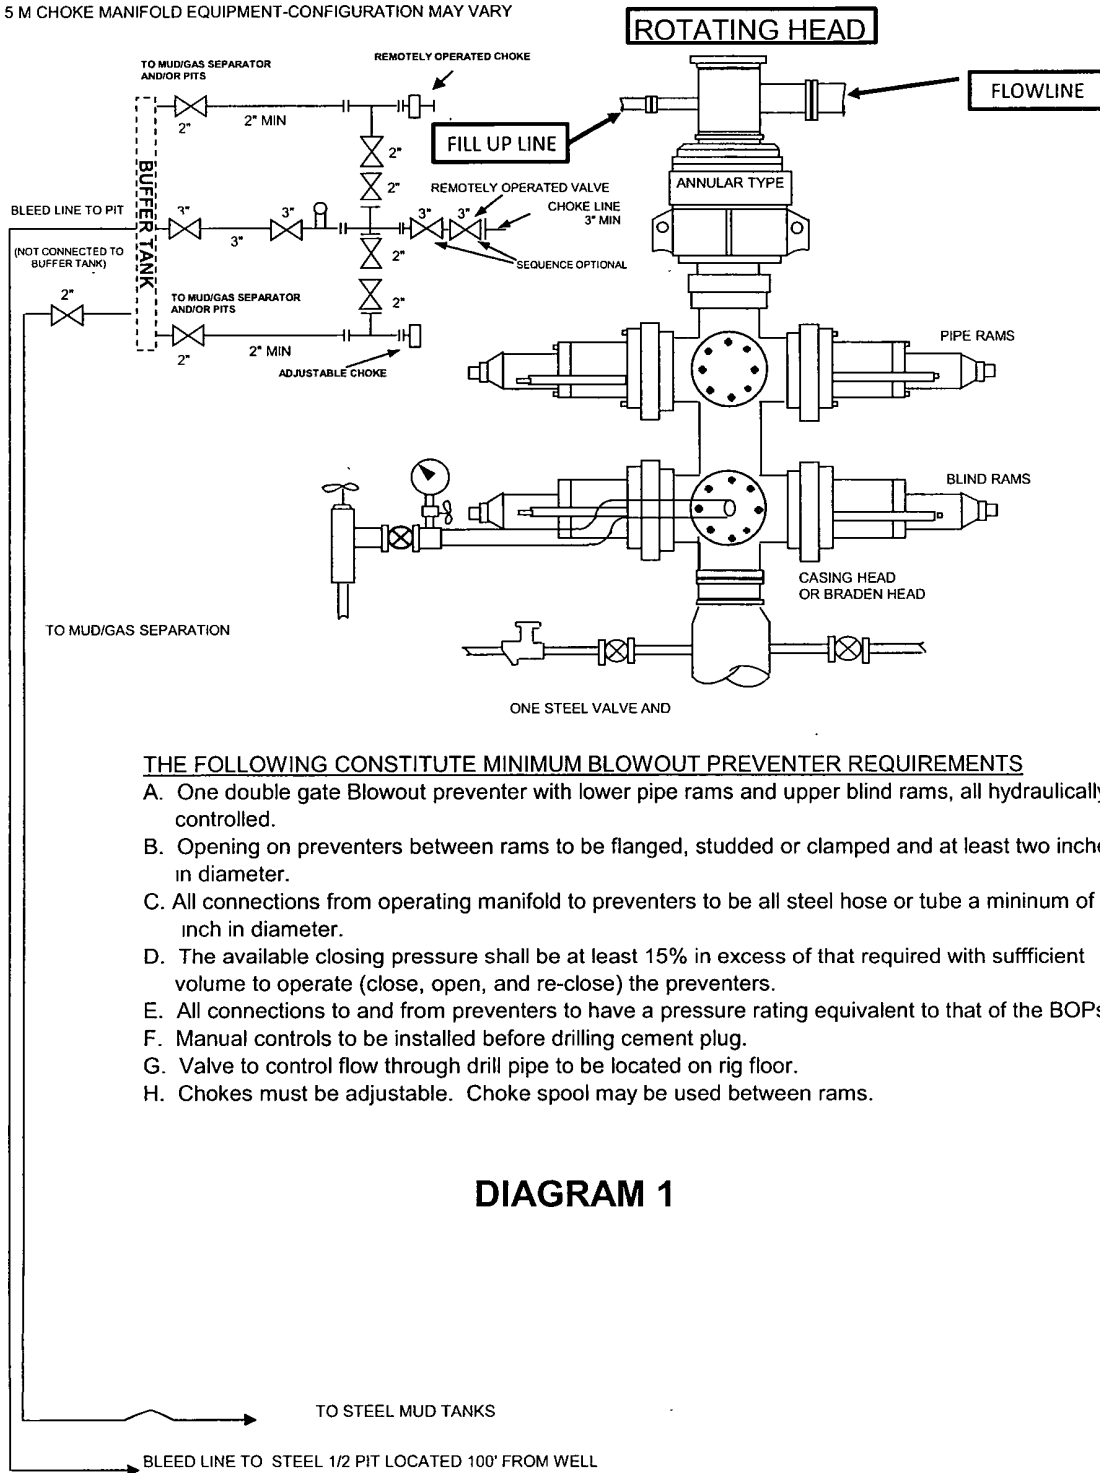 5 M CHOKE MANIFOLD EQUIPMENT-CONFIGURATION MAY VARY
ROTATING HEAD
TO MUD/GAS SEPARATOR
AND/OR PITS
REMOTELY OPERATED CHOKE
FLOWLINE
2"
2" MIN
FILL UP LINE
2"
BUFFER TANK
2"
REMOTELY OPERATED VALVE
ANNULAR TYPE
BLEED LINE TO PIT
3"
3"
3"
3"
CHOKE LINE
3" MIN
3"
(NOT CONNECTED TO
BUFFER TANK)
2"
SEQUENCE OPTIONAL
2"
TO MUD/GAS SEPARATOR
AND/OR PITS
2"
2"
2" MIN
ADJUSTABLE CHOKE
PIPE RAMS
BLIND RAMS
CASING HEAD
OR BRADEN HEAD
TO MUD/GAS SEPARATION
ONE STEEL VALVE AND
THE FOLLOWING CONSTITUTE MINIMUM BLOWOUT PREVENTER REQUIREMENTS
A. One double gate Blowout preventer with lower pipe rams and upper blind rams, all hydraulically
controlled.
B. Opening on preventers between rams to be flanged, studded or clamped and at least two inche
in diameter.
C. All connections from operating manifold to preventers to be all steel hose or tube a mininum of
inch in diameter.
D. The available closing pressure shall be at least 15% in excess of that required with suffficient
volume to operate (close, open, and re-close) the preventers.
E. All connections to and from preventers to have a pressure rating equivalent to that of the BOPs
F. Manual controls to be installed before drilling cement plug.
G. Valve to control flow through drill pipe to be located on rig floor.
H. Chokes must be adjustable. Choke spool may be used between rams.
DIAGRAM 1
TO STEEL MUD TANKS
BLEED LINE TO STEEL 1/2 PIT LOCATED 100' FROM WELL